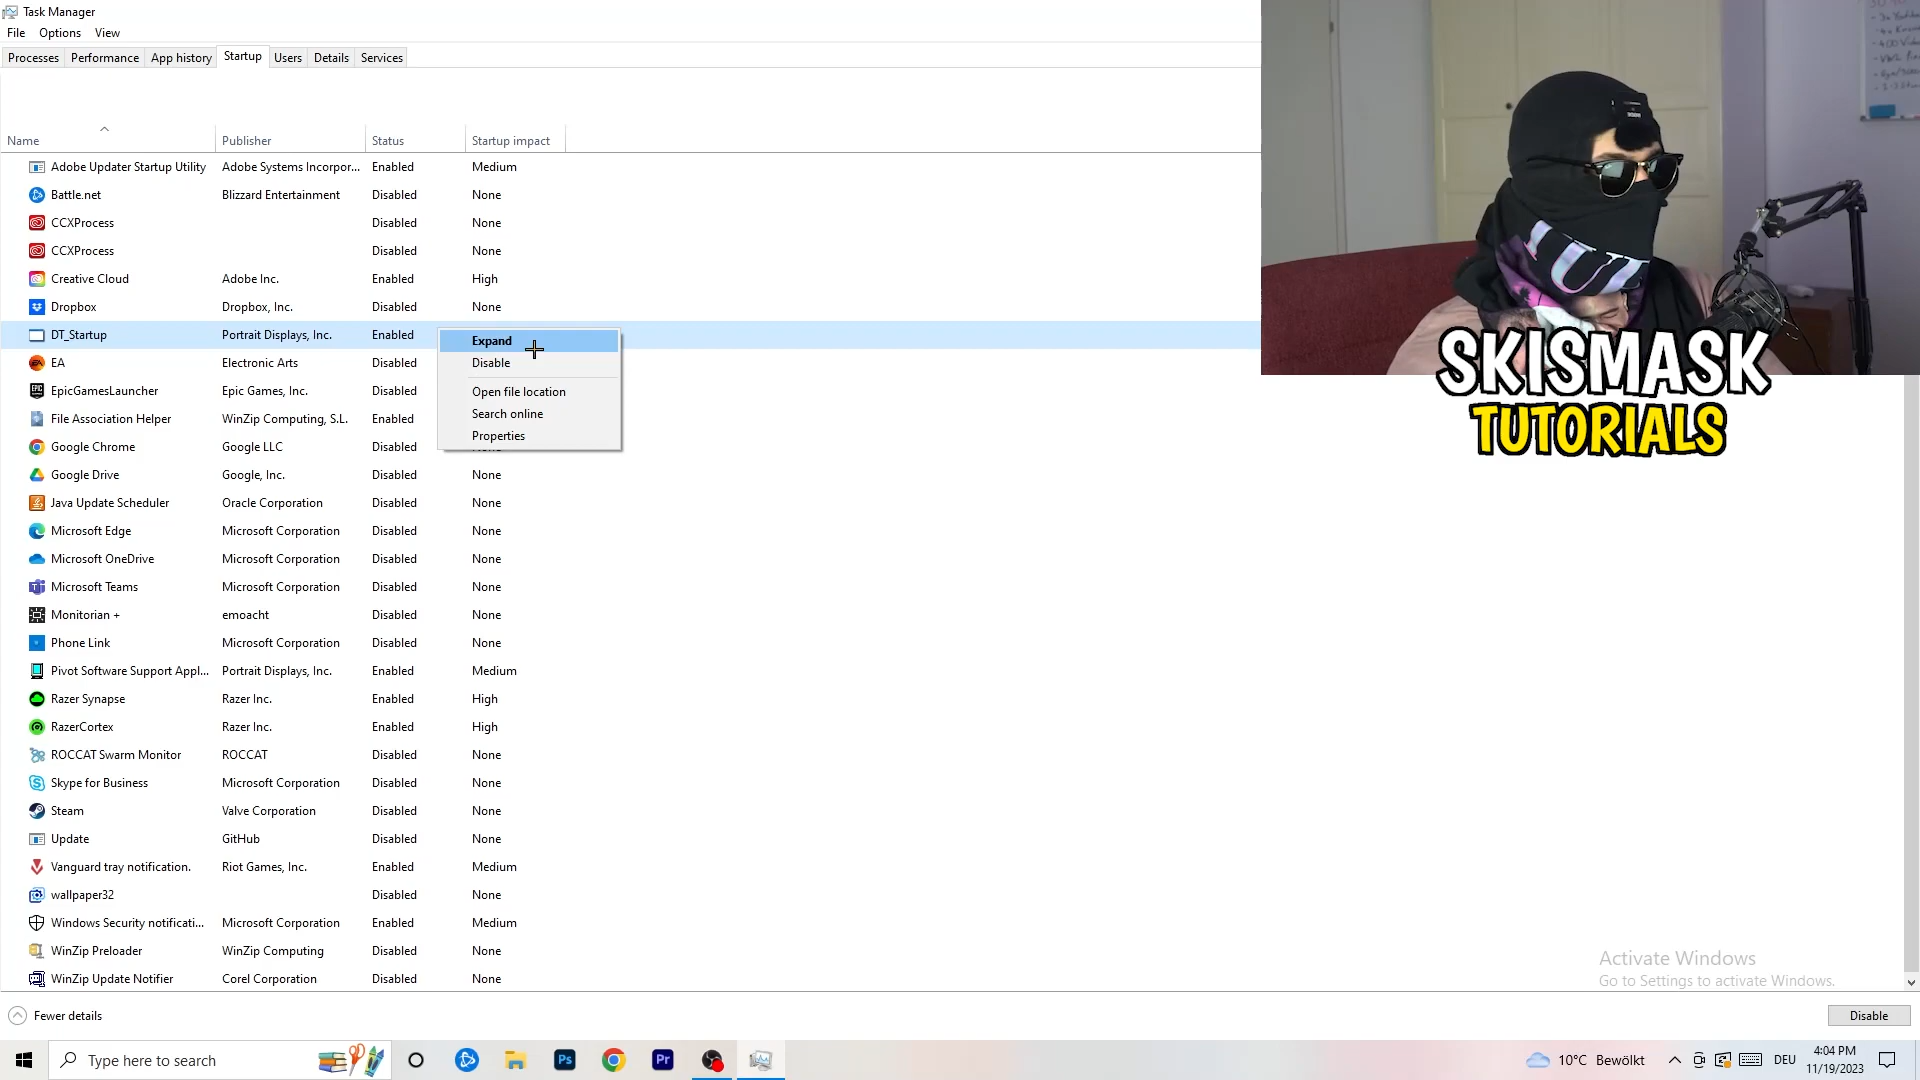 Task Manager
File Options View
Processes Performance App history Startup Users Details Services
Name Publisher Status Startup impact
Adobe Updater Startup Utility Adobe Systems Incorpor... Enabled Medium
Battle.net Blizzard Entertainment Disabled None
CCXProcess Disabled None
CCXProcess Disabled None
Creative Cloud Adobe Inc. Enabled High
Dropbox Dropbox, Inc. Disabled None
DT_Startup Portrait Displays, Inc. Enabled
Expand
EA Electronic Arts Disabled
Disable
EpicGamesLauncher Epic Games, Inc. Disabled
Open file location
File Association Helper WinZip Computing, S.L. Enabled
Search online
Properties
Google Chrome Google LLC Disabled
Google Drive Google, Inc. Disabled None
Java Update Scheduler Oracle Corporation Disabled None
Microsoft Edge Microsoft Corporation Disabled None
Microsoft OneDrive Microsoft Corporation Disabled None
Microsoft Teams Microsoft Corporation Disabled None
Monitorian + emoacht Disabled None
Phone Link Microsoft Corporation Disabled None
Pivot Software Support Appl... Portrait Displays, Inc. Enabled Medium
Razer Synapse Razer Inc. Enabled High
RazerCortex Razer Inc. Enabled High
ROCCAT Swarm Monitor ROCCAT Disabled None
Skype for Business Microsoft Corporation Disabled None
Steam Valve Corporation Disabled None
Update GitHub Disabled None
Vanguard tray notification. Riot Games, Inc. Enabled Medium
wallpaper32 Disabled None
Windows Security notificati... Microsoft Corporation Enabled Medium
WinZip Preloader WinZip Computing Disabled None
WinZip Update Notifier Corel Corporation Disabled None
SKISMASK
TUTORIALS
Activate Windows
Go to Settings to activate Windows.
Fewer details
Disable
Type here to search
Ps
Pr
10°C Bewölkt
DEU
4:04 PM
11/19/2023